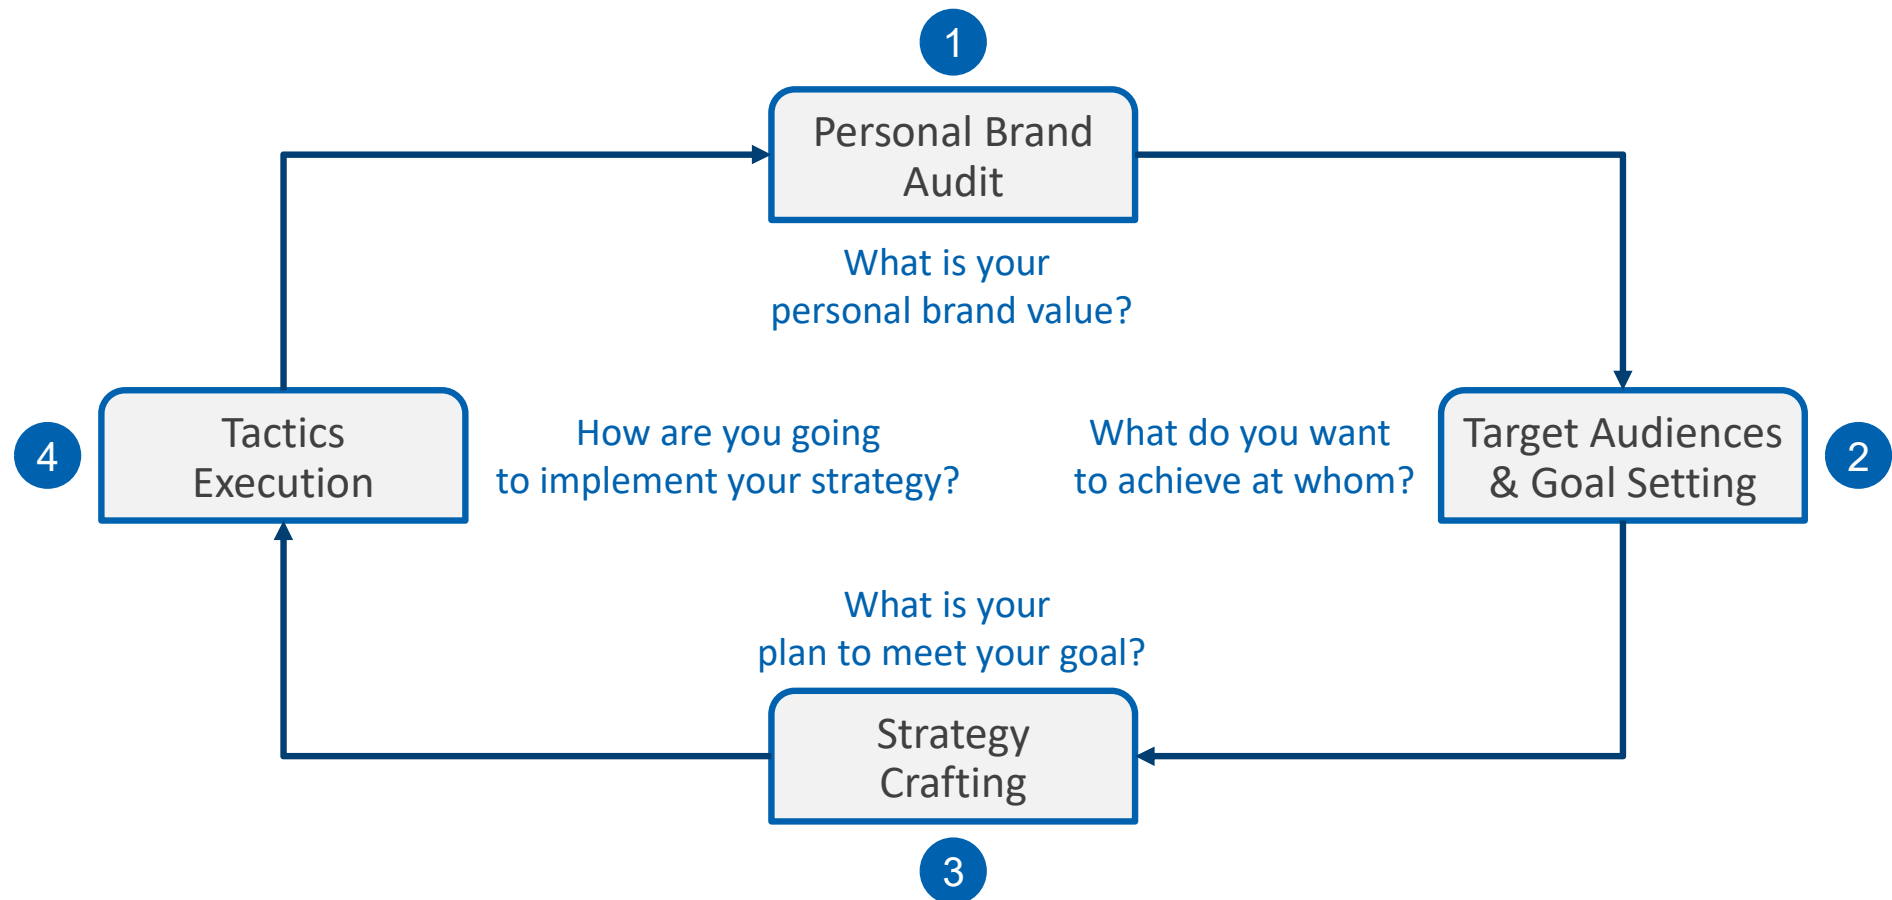 1
Personal Brand
Audit
What is your
personal brand value?
4
Tactics
Execution
How are you going
to implement your strategy?
What do you want
to achieve at whom?
Target Audiences
& Goal Setting
2
What is your
plan to meet your goal?
Strategy
Crafting
3